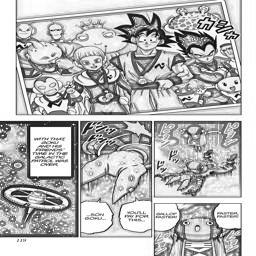 WITH THAT,
GOKU
AND HIS
FRIENDS'
TIME IN THE
GALACTIC
PATROL WAS
OVER.
YOU'LL
PAY FOR
THIS...
...SON
GOKU...
FASTER,
FASTER!
GALLOP
FASTER!
119